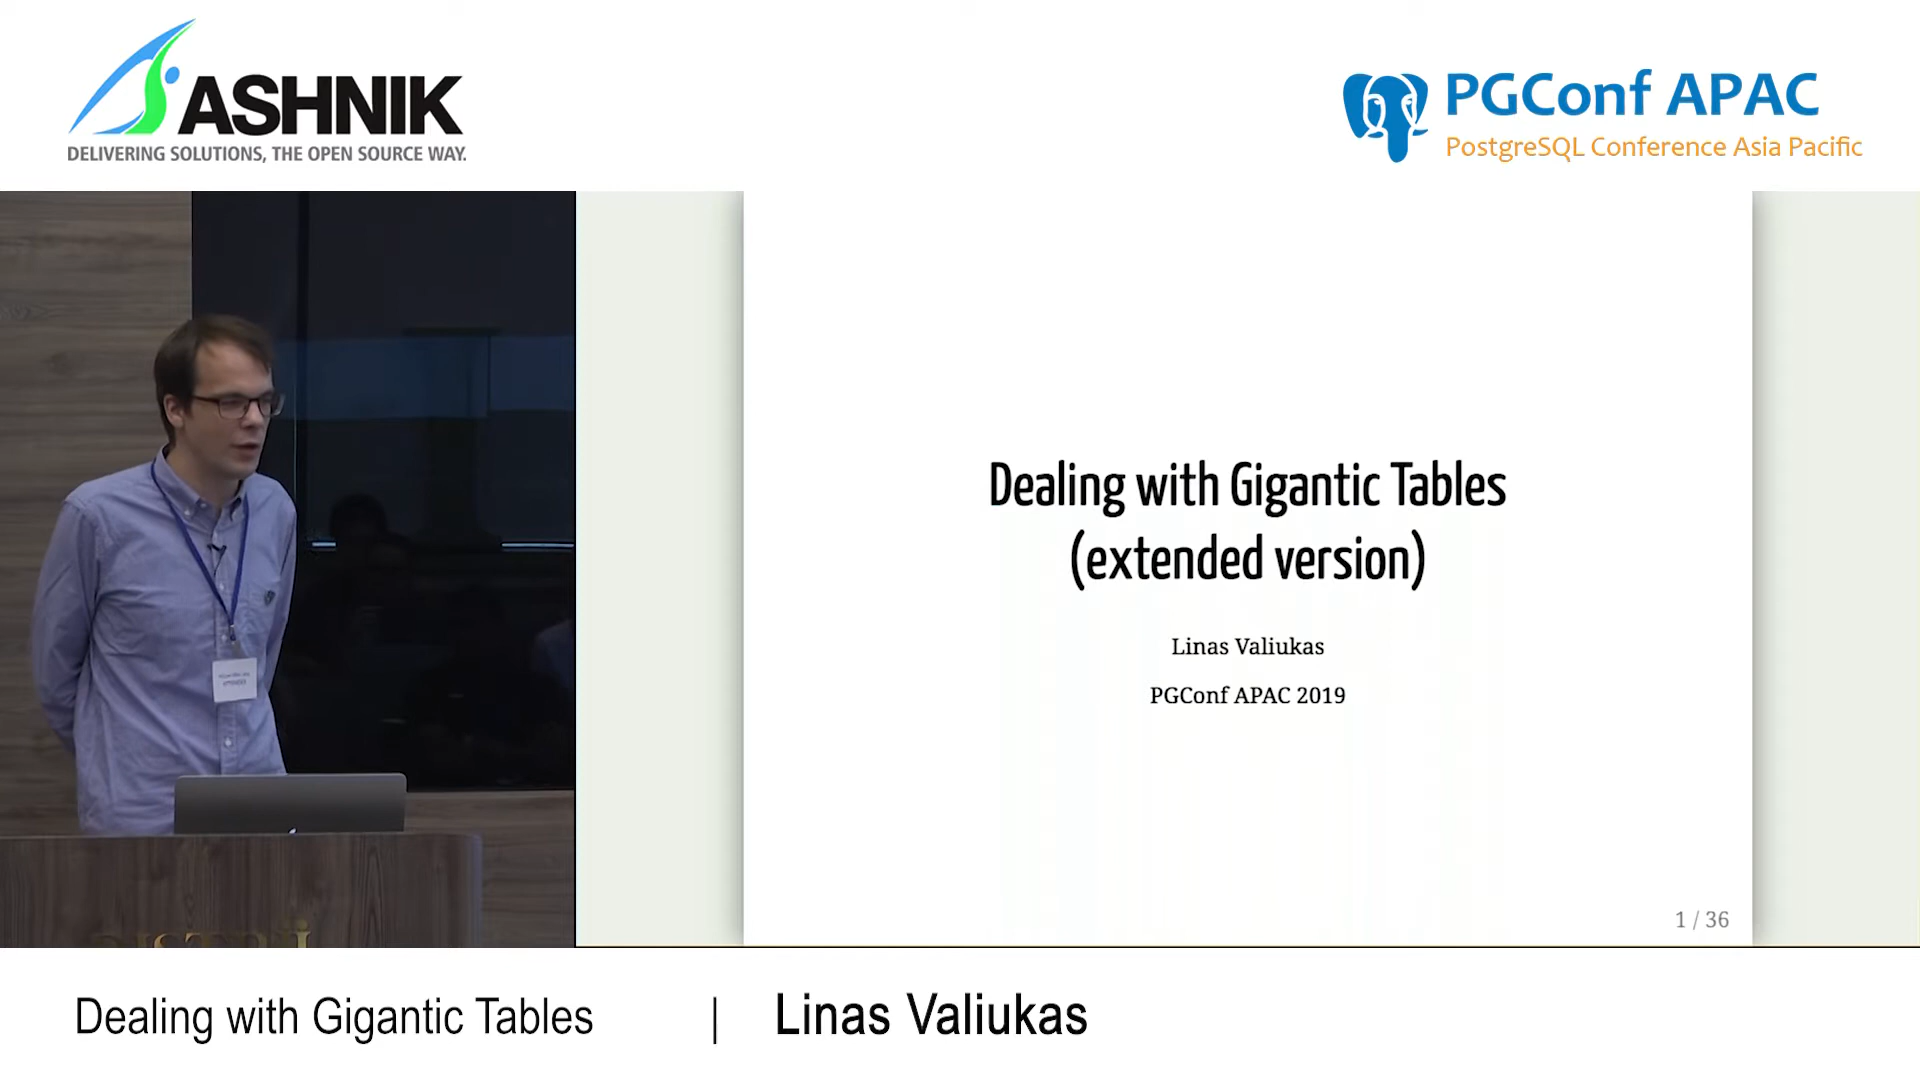 ASHNIK
DELIVERING SOLUTIONS, THE OPEN SOURCE WAY.
PGConf APAC
PostgreSQL Conference Asia Pacific
Dealing with Gigantic Tables
(extended version)
Linas Valiukas
PGConf APAC 2019
1 / 36
Dealing with Gigantic Tables | Linas Valiukas